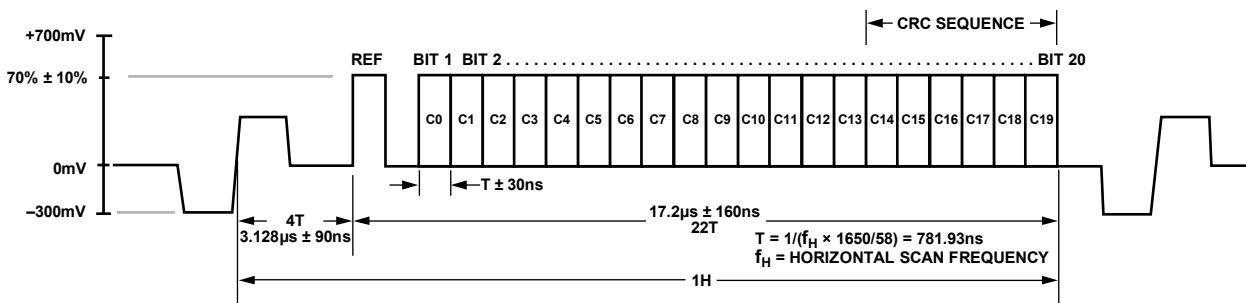 CRC SEQUENCE
+700mV
REF
BIT 1 BIT 2 . . . . . . . . . . . . . . . . . . . . . . . . . . . . . . . . . . . . . . . . . . . . . . . . . . . . . . . . . . BIT 20
70% ± 10%
C0 C1 C2 C3 C4 C5 C6 C7 C8 C9 C10 C11 C12 C13 C14 C15 C16 C17 C18 C19
0mV
T ± 30ns
–300mV
4T
3.128µs ± 90ns
17.2µs ± 160ns
22T
T = 1/(fH × 1650/58) = 781.93ns
fH = HORIZONTAL SCAN FREQUENCY
1H